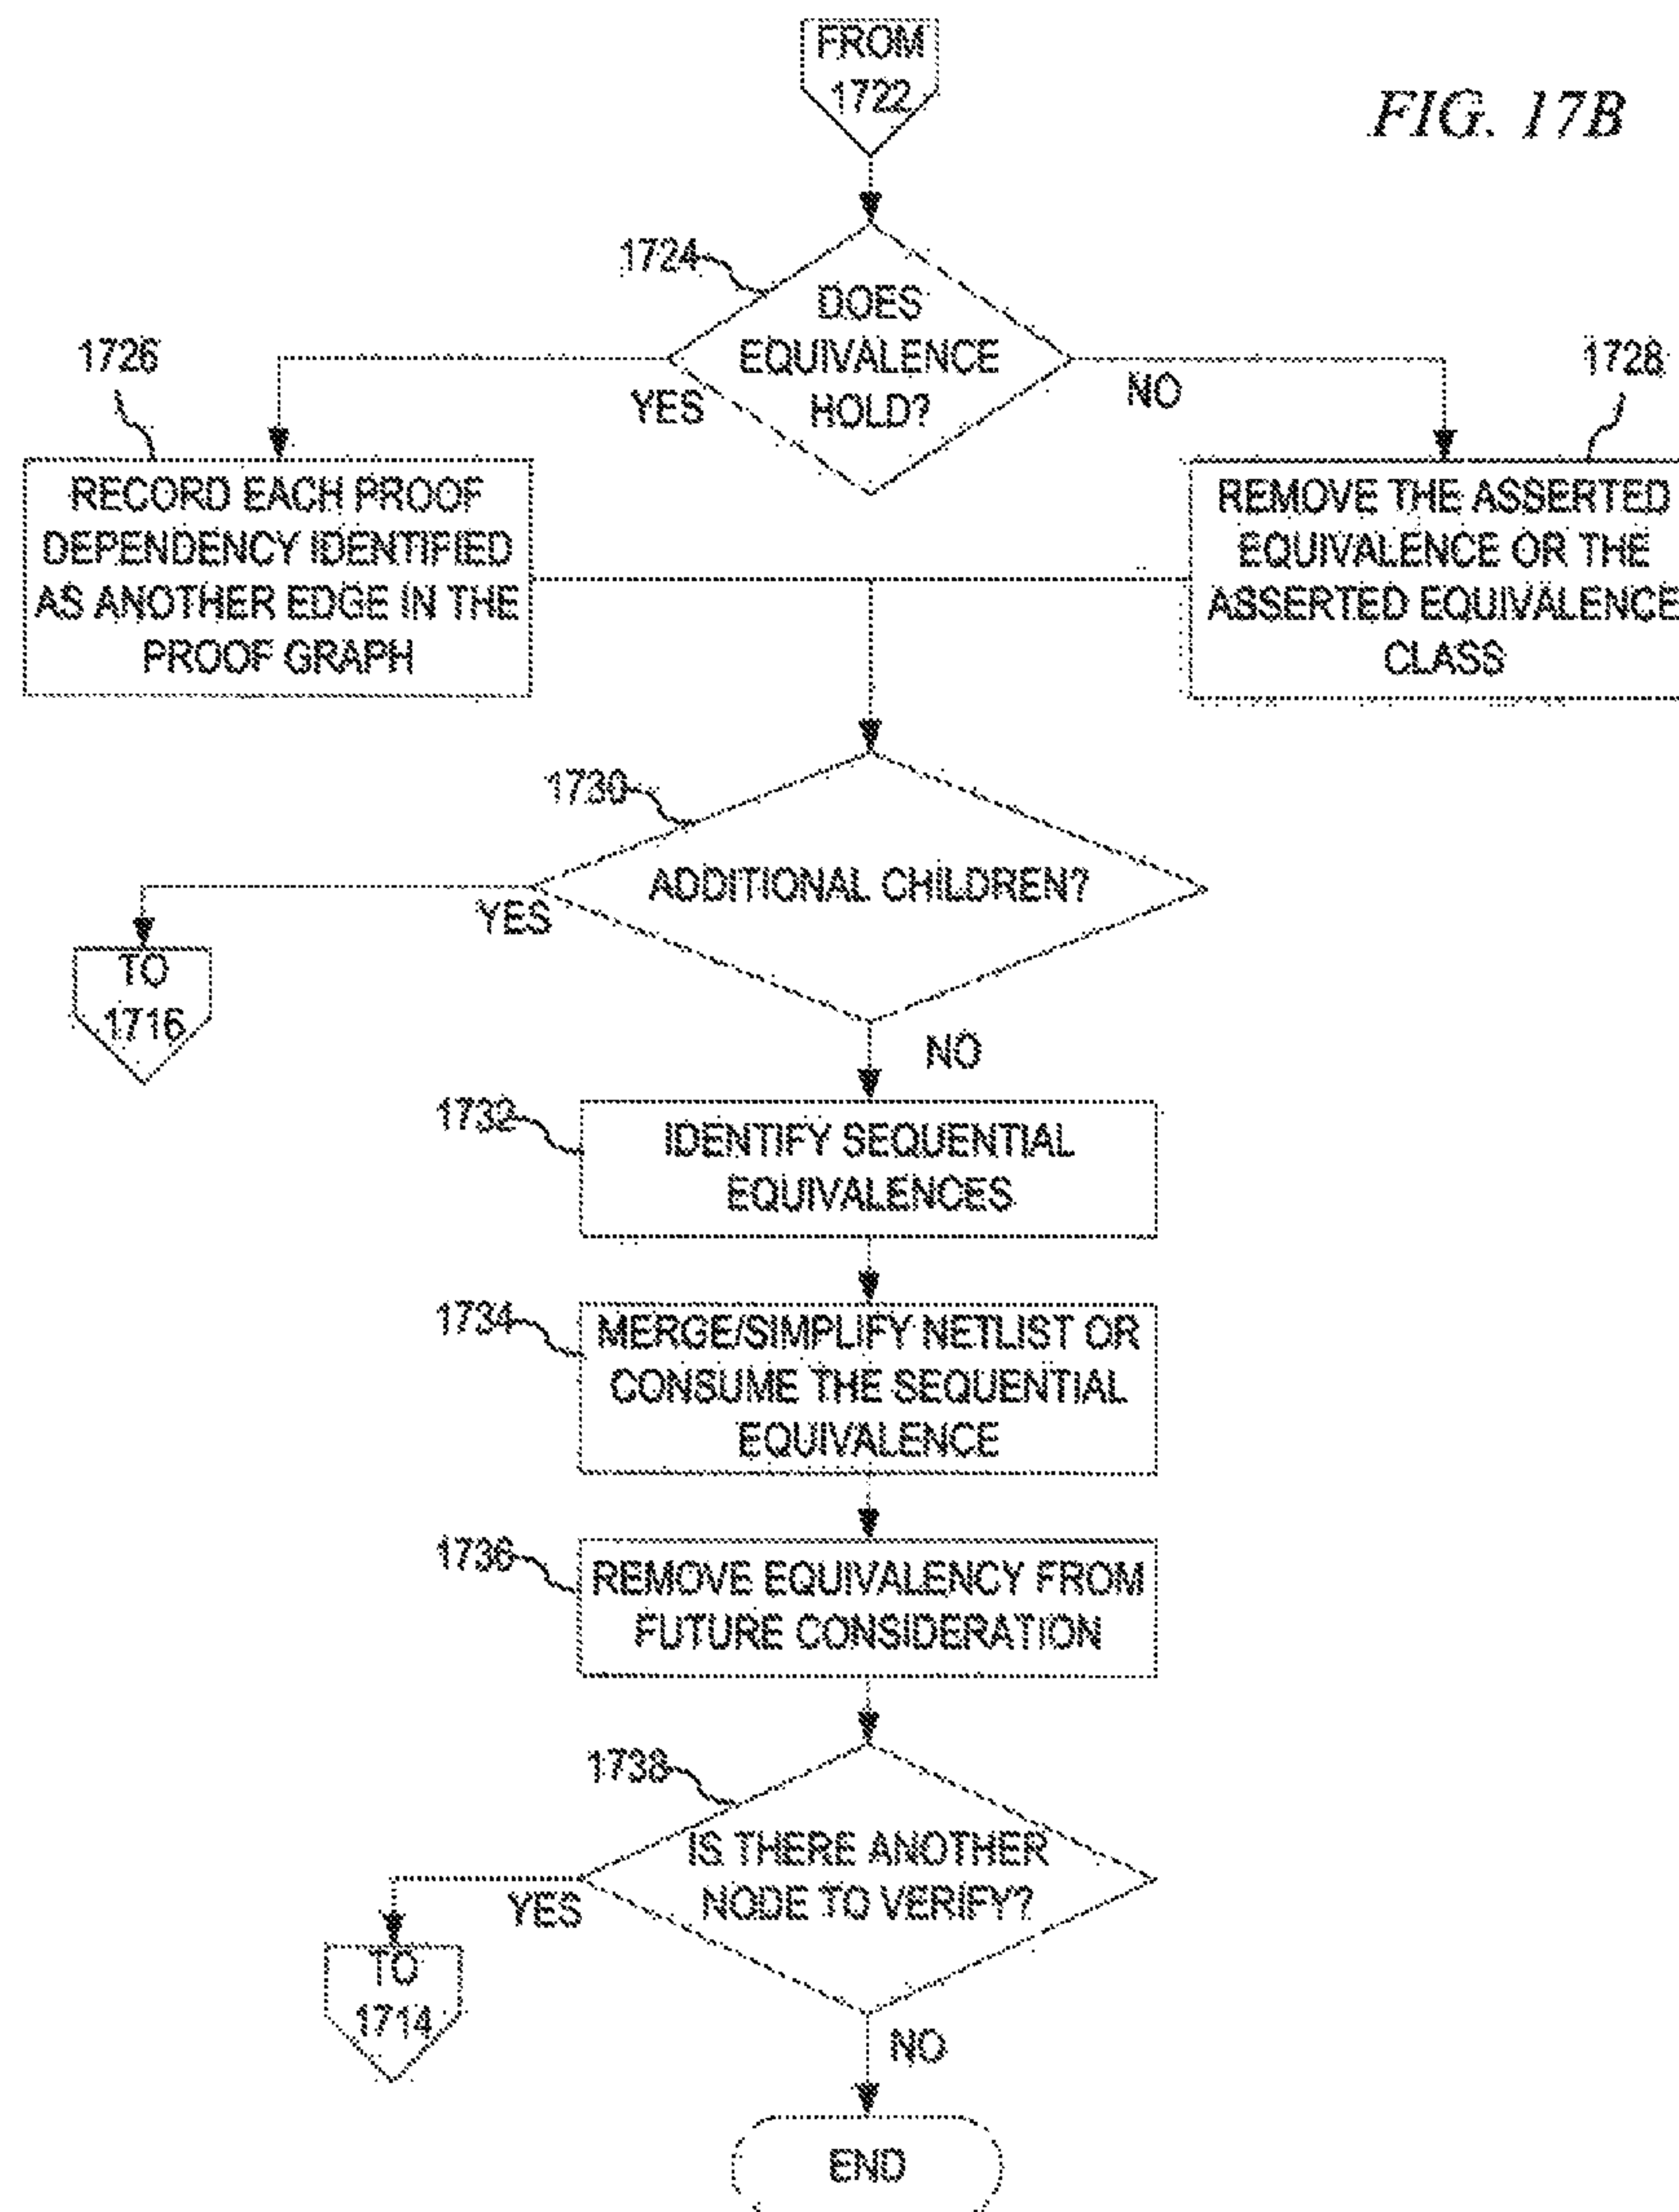 FROM
1722
FIG. 17B
1724
DOES
EQUIVALENCE
HOLD?
YES
NO
1726
1728
RECORD EACH PROOF
DEPENDENCY IDENTIFIED
AS ANOTHER EDGE IN THE
PROOF GRAPH
REMOVE THE ASSERTED
EQUIVALENCE OR THE
ASSERTED EQUIVALENCE
CLASS
1730
ADDITIONAL CHILDREN?
YES
TO
1716
NO
1732
IDENTIFY SEQUENTIAL
EQUIVALENCES
1734
MERGE/SIMPLIFY NETLIST OR
CONSUME THE SEQUENTIAL
EQUIVALENCE
1736
REMOVE EQUIVALENCY FROM
FUTURE CONSIDERATION
1738
IS THERE ANOTHER
NODE TO VERIFY?
YES
TO
1714
NO
END